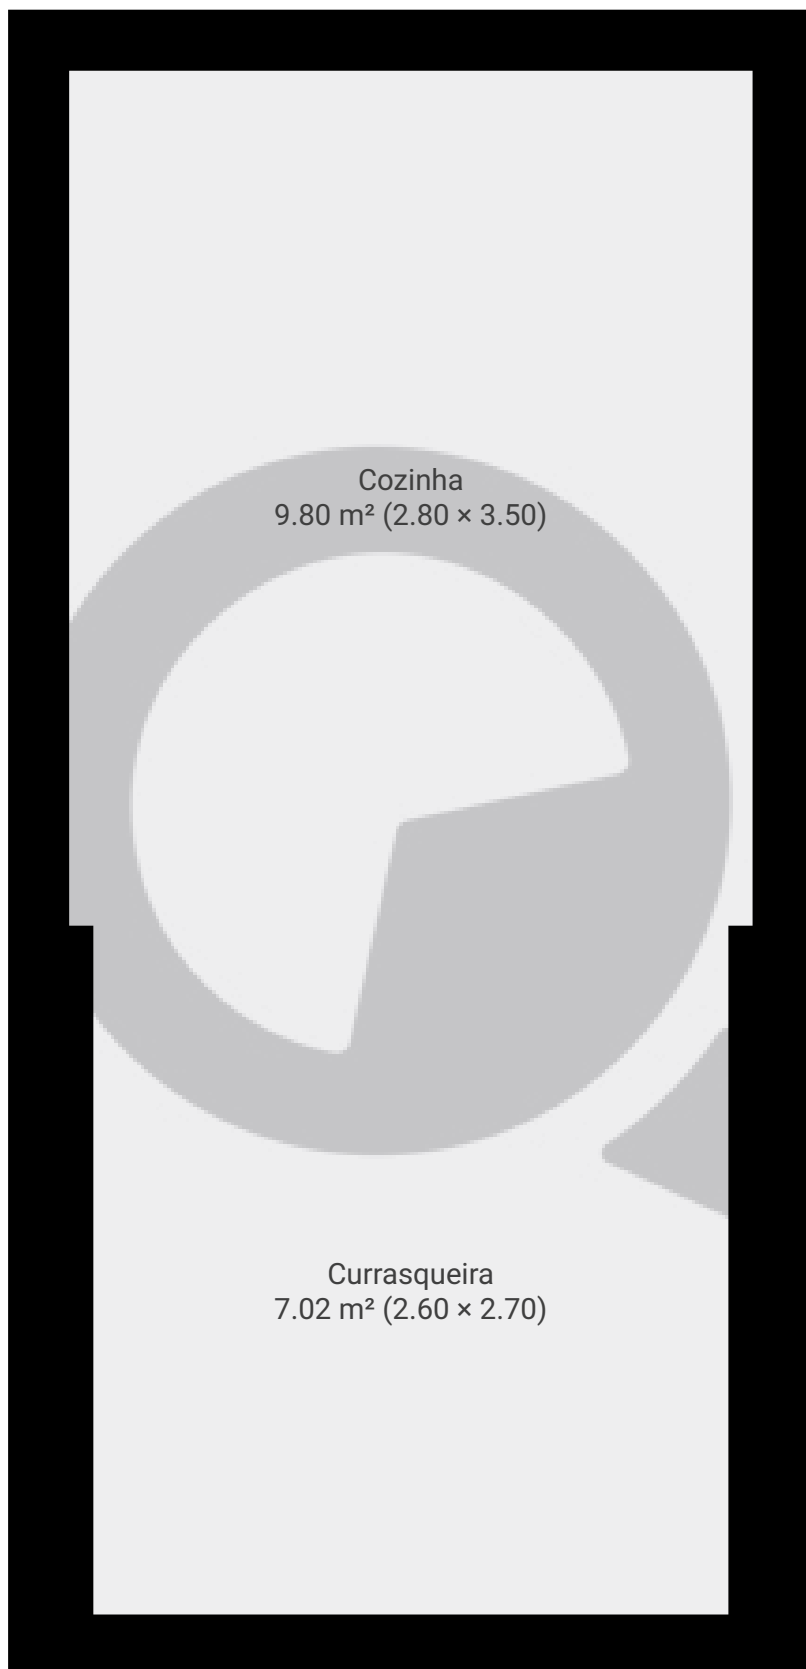 Cozinha
9.80 m² (2.80 × 3.50)
Currasqueira
7.02 m² (2.60 × 2.70)